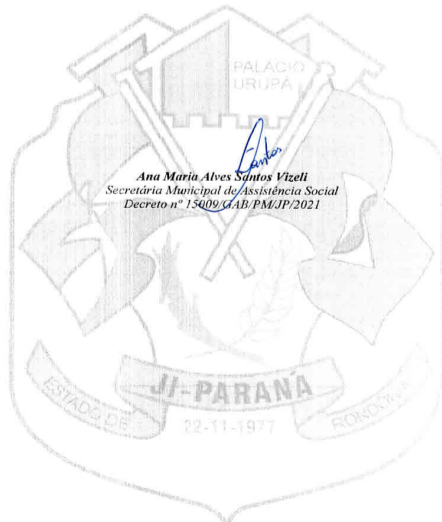 PALÁCIO
URUPÁ
Santos
Ana Maria Alves Santos Vizeli
Secretária Municipal de Assistência Social
Decreto nº 15009/GAB/PM/JP/2021
JI-PARANÁ
ESTADO DE
RONDÔNIA
22-11-1977